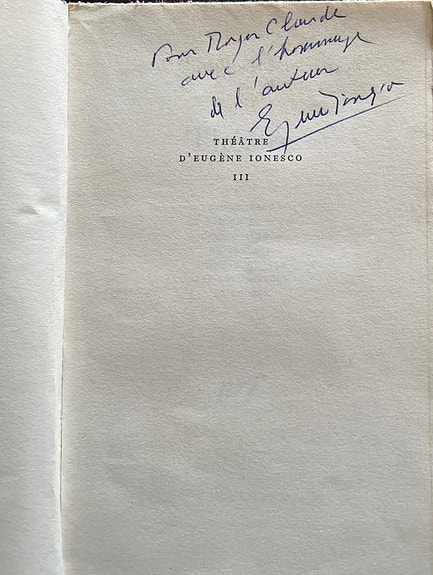 Pour Roger Claude
avec l'hommage
de l'auteur
Eugène Ionesco
THÉÂTRE
D'EUGÈNE IONESCO
III